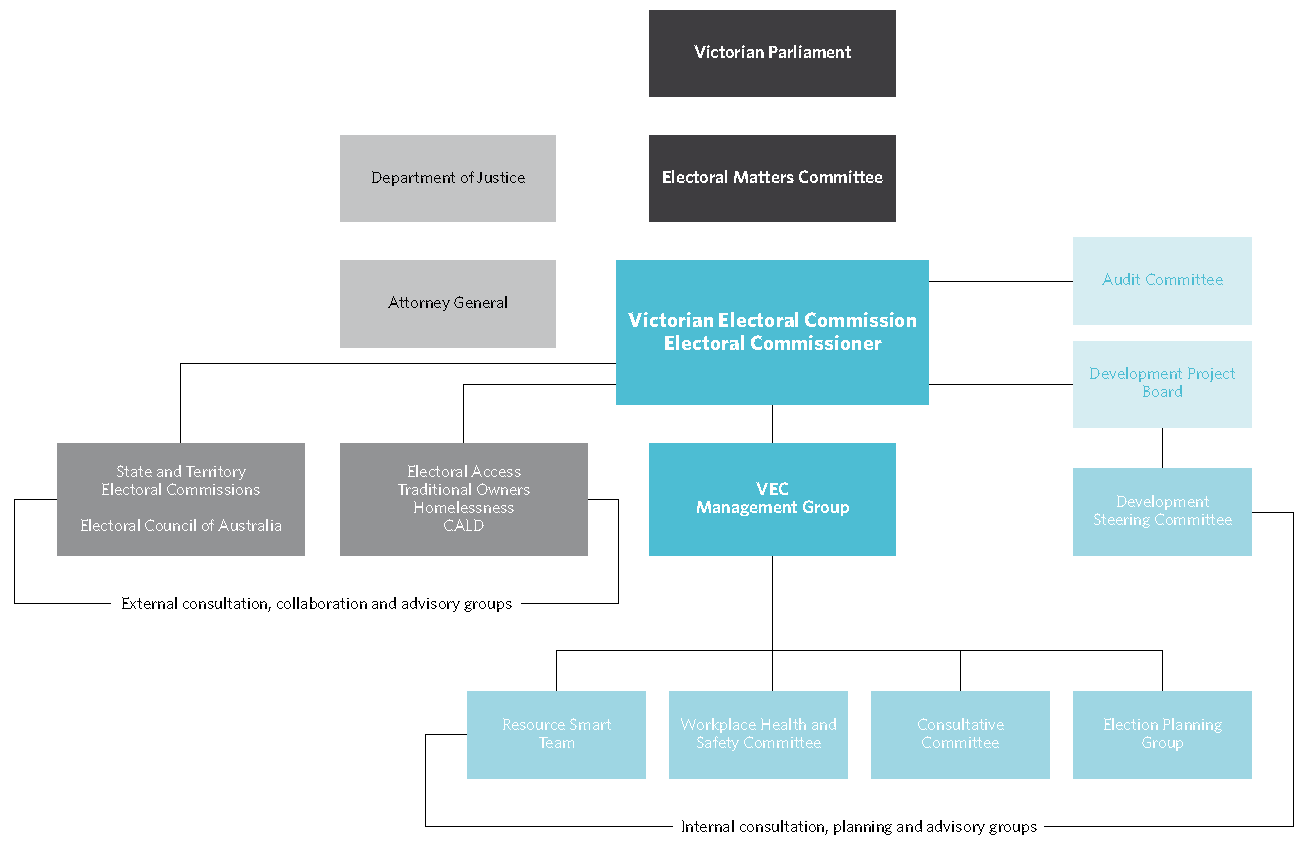 Victorian Parliament
Department of Justice
Electoral Matters Committee
Attorney General
Victorian Electoral Commission
Electoral Commissioner
Audit Committee
Development Project
Board
State and Territory
Electoral Commissions
Electoral Council of Australia
Electoral Access
Traditional Owners
Homelessness
CALD
VEC
Management Group
Development
Steering Committee
External consultation, collaboration and advisory groups
Resource Smart
Team
Workplace Health and
Safety Committee
Consultative
Committee
Election Planning
Group
Internal consultation, planning and advisory groups